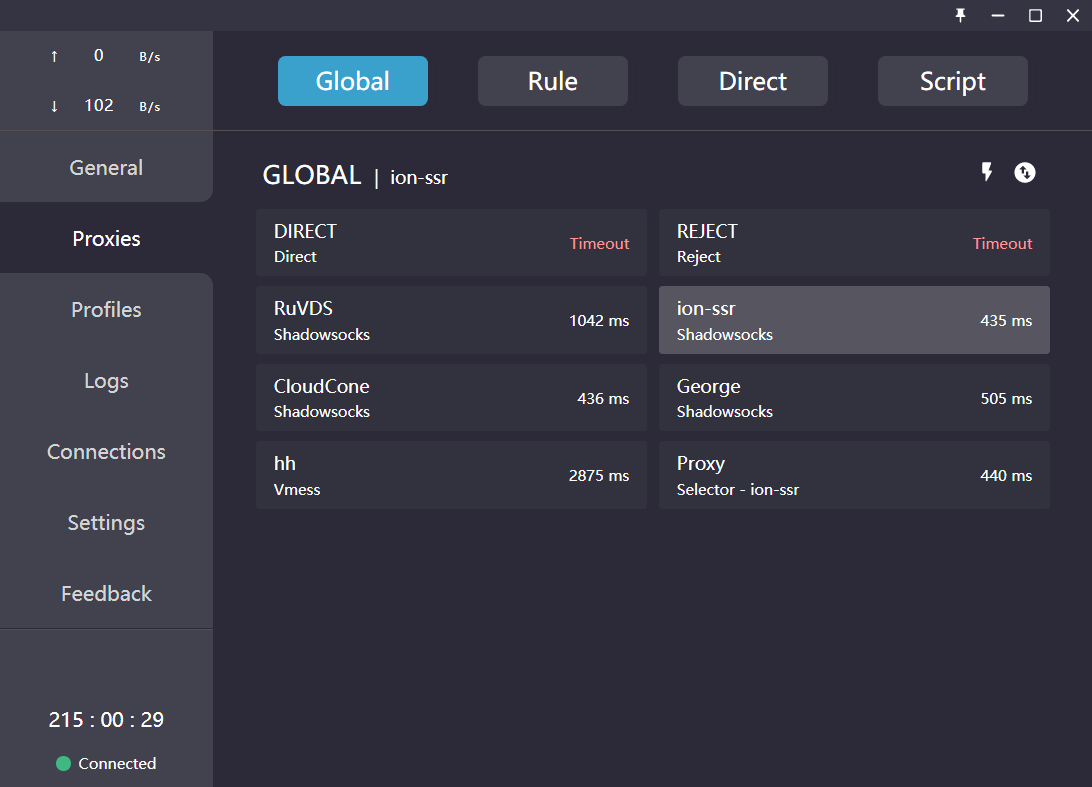 ↑ 0 B/s
↓ 102 B/s
General
Proxies
Profiles
Logs
Connections
Settings
Feedback
215 : 00 : 29
Connected
Global Rule Direct Script
GLOBAL | ion-ssr
DIRECT
Direct
Timeout
REJECT
Reject
Timeout
RuVDS
Shadowsocks
1042 ms
ion-ssr
Shadowsocks
435 ms
CloudCone
Shadowsocks
436 ms
George
Shadowsocks
505 ms
hh
Vmess
2875 ms
Proxy
Selector - ion-ssr
440 ms